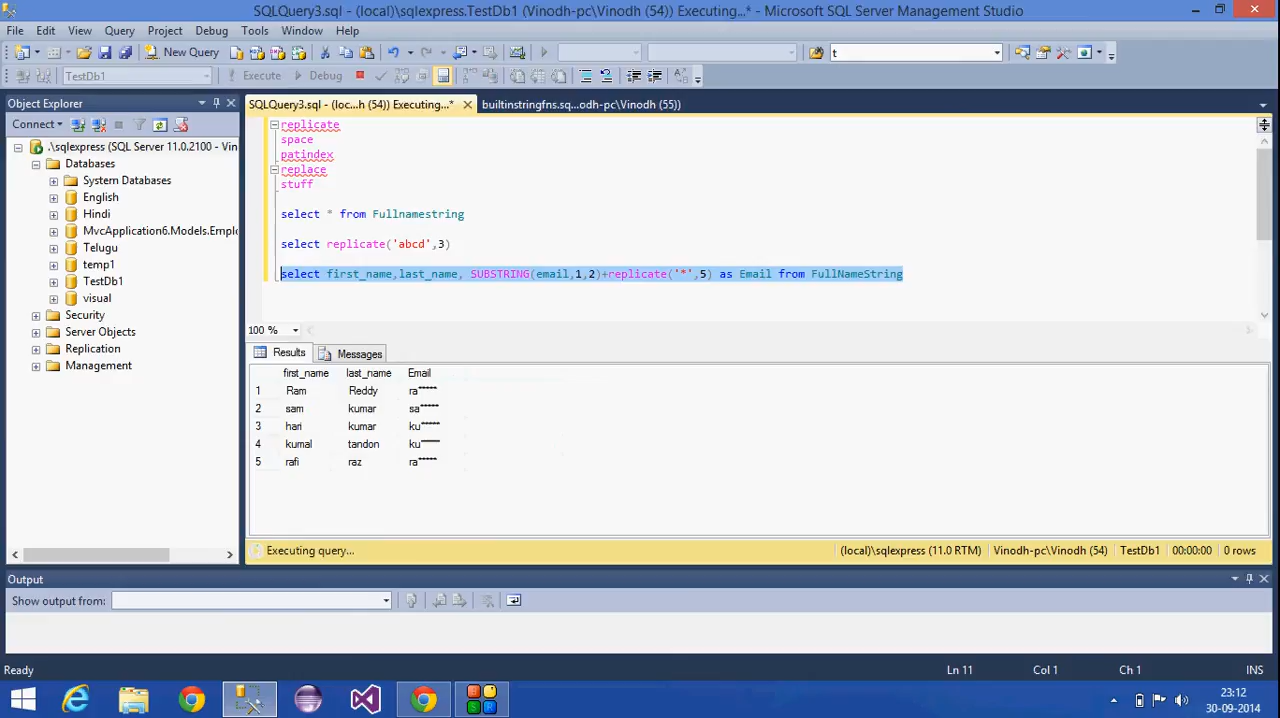 SQLQuery3.sql - (local)\sqlexpress.TestDb1 (Vinodh-pc\Vinodh (54)) Executing...* - Microsoft SQL Server Management Studio
File Edit View Query Project Debug Tools Window Help
New Query t
TestDb1 Execute Debug
Object Explorer
SQLQuery3.sql - (loc...h (54)) Executing...* builtinstringfns.sq...odh-pc\Vinodh (55))
Connect
.\sqlexpress (SQL Server 11.0.2100 - Vin
Databases
System Databases
English
Hindi
MvcApplication6.Models.Emplo
Telugu
temp1
TestDb1
visual
Security
Server Objects
Replication
Management
replicate
space
patindex
replace
stuff
select * from Fullnamestring
select replicate('abcd',3)
select first_name,last_name, SUBSTRING(email,1,2)+replicate('*',5) as Email from FullNameString
100 %
Results Messages
first_name last_name Email
1 Ram Reddy ra*****
2 sam kumar sa*****
3 hari kumar ku*****
4 kumal tandon ku*****
5 rafi raz ra*****
Executing query... (local)\sqlexpress (11.0 RTM) Vinodh-pc\Vinodh (54) TestDb1 00:00:00 0 rows
Output
Show output from:
Ready Ln 11 Col 1 Ch 1 INS
23:12
30-09-2014